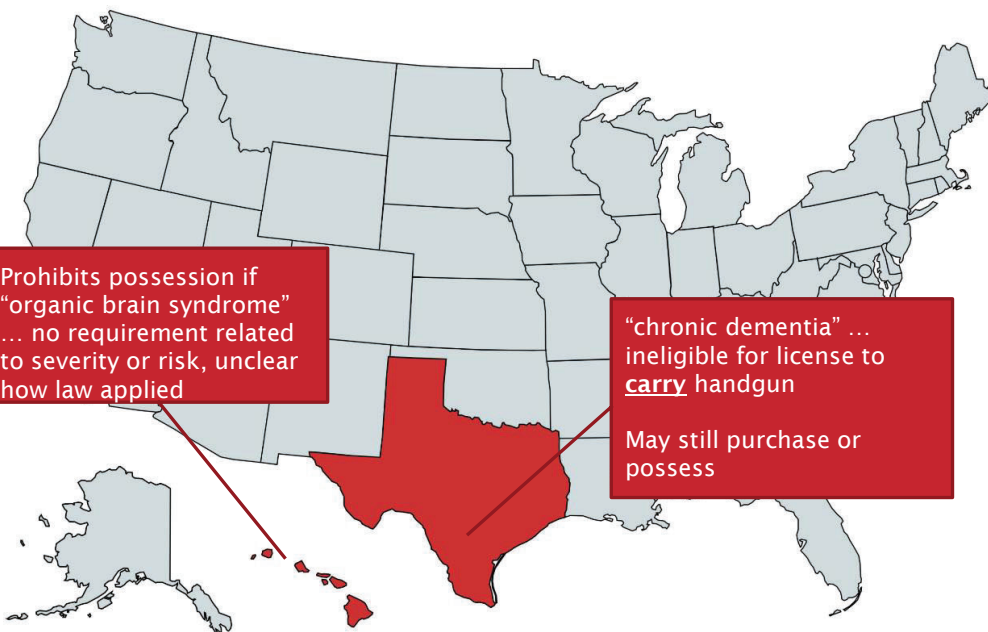 Prohibits possession if
“organic brain syndrome”
… no requirement related
to severity or risk, unclear
how law applied
“chronic dementia” …
ineligible for license to
carry handgun
May still purchase or
possess